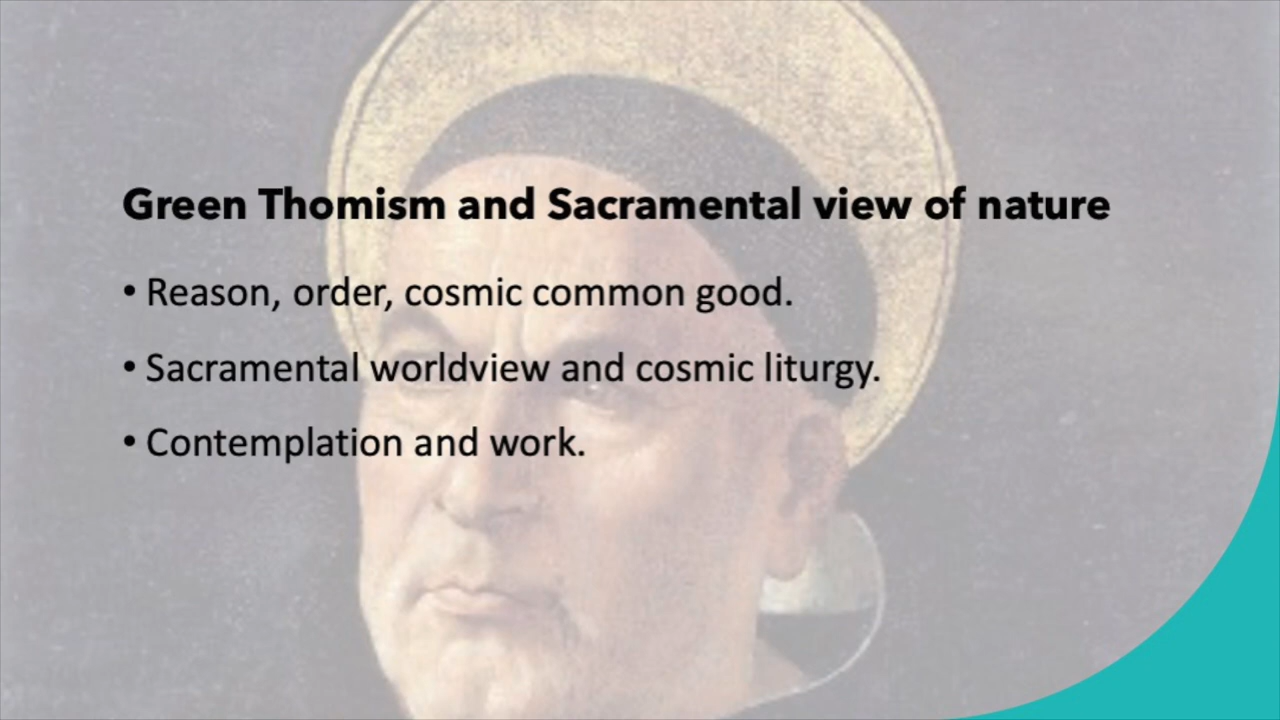 Green Thomism and Sacramental view of nature
• Reason, order, cosmic common good.
• Sacramental worldview and cosmic liturgy.
• Contemplation and work.